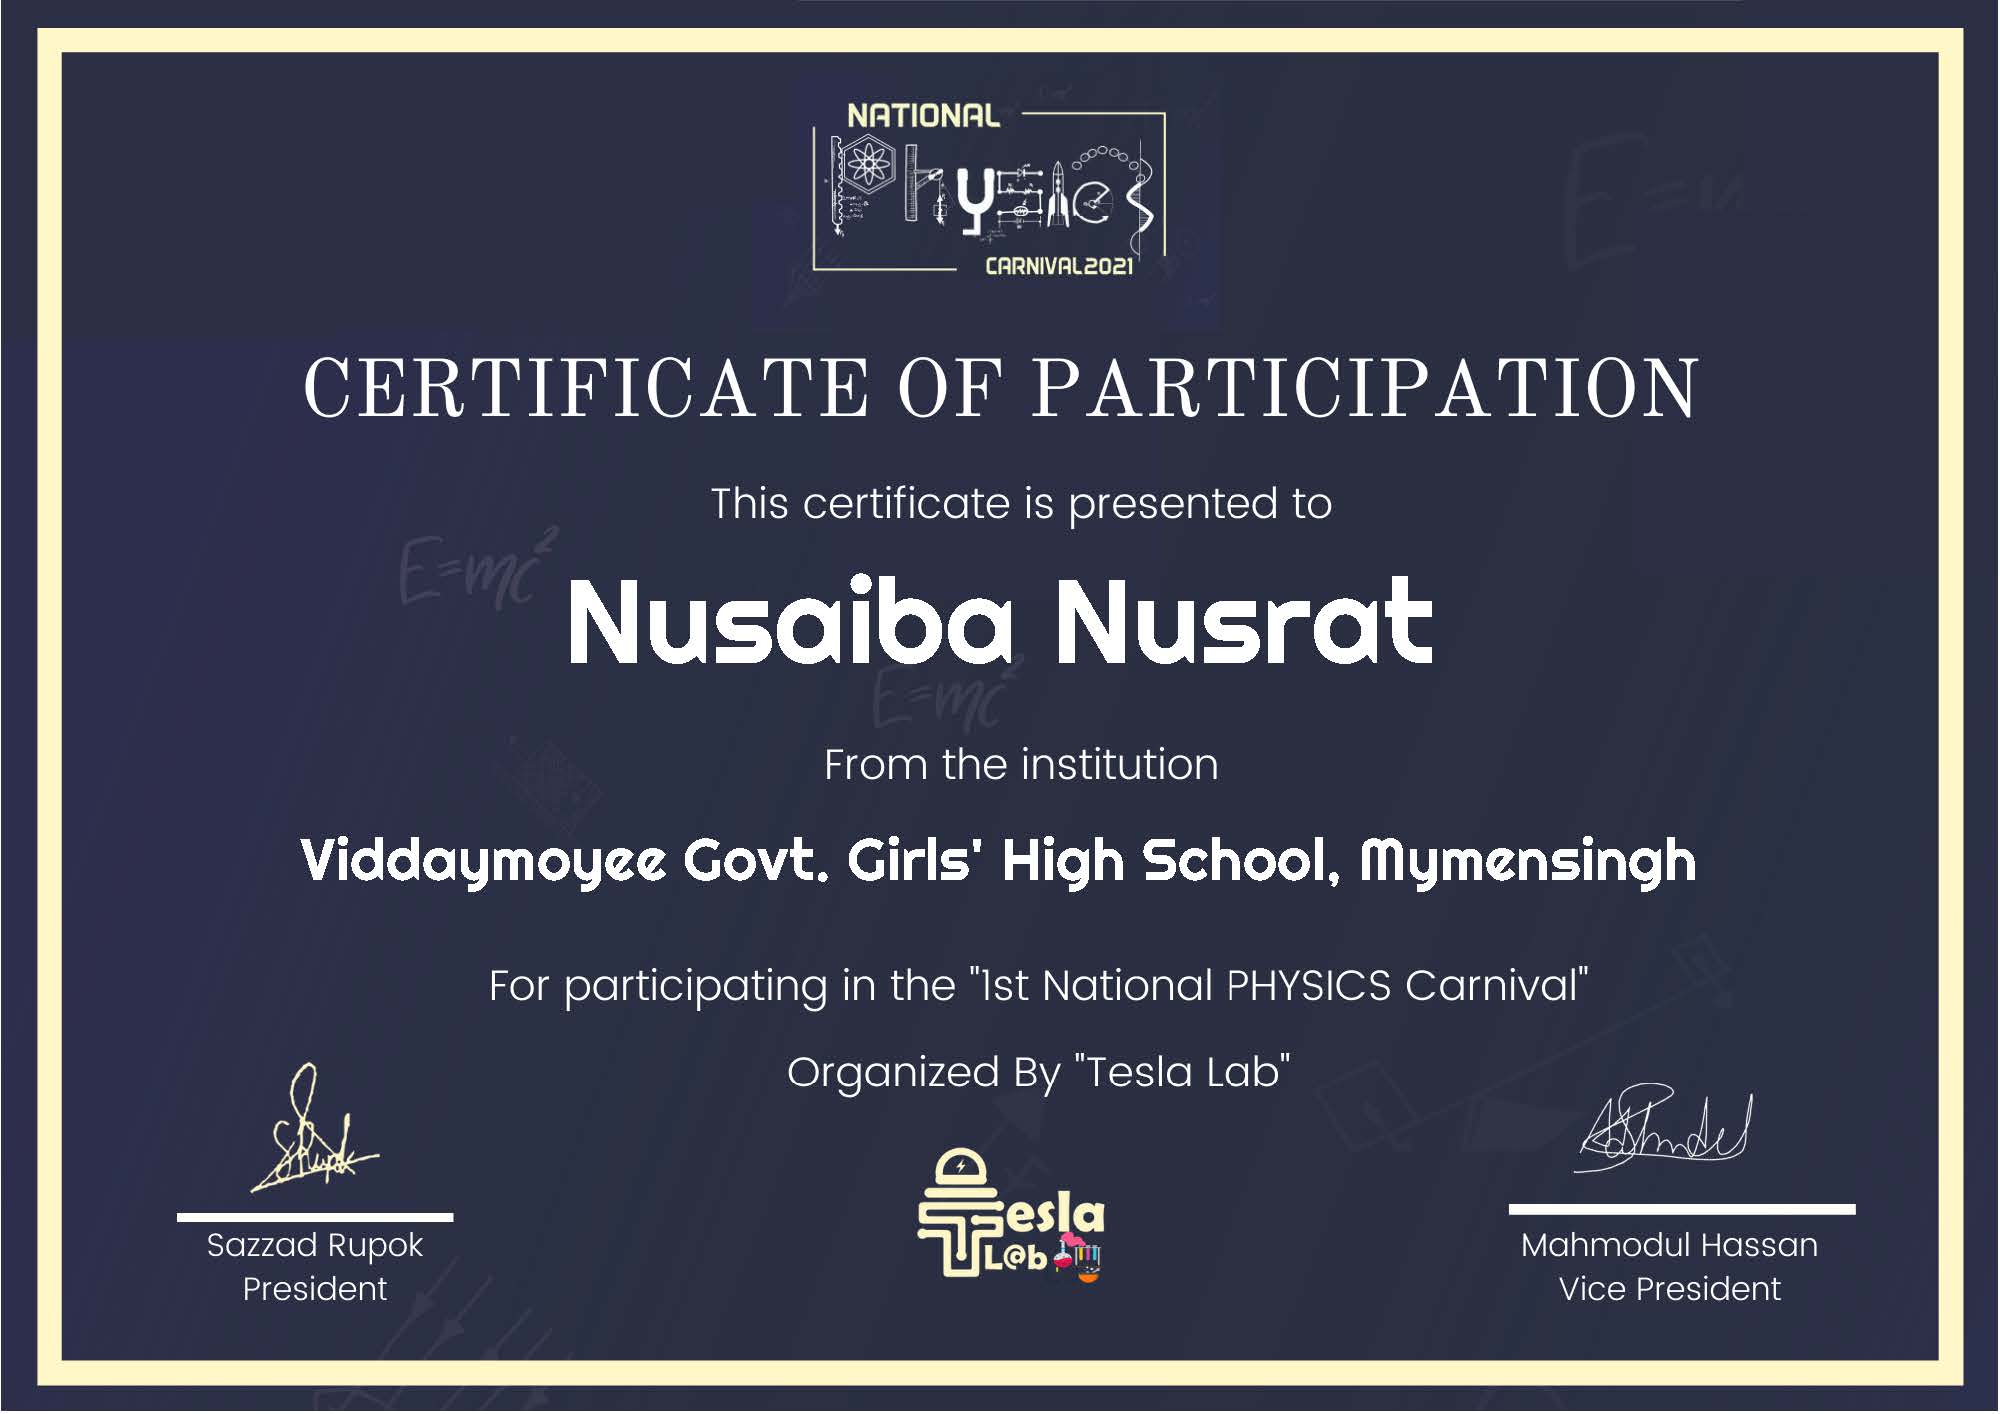 NATIONAL
Physics
CARNIVAL2021
CERTIFICATE OF PARTICIPATION
This certificate is presented to
E=mc²
Nusaiba Nusrat
E=mc²
From the institution
Viddaymoyee Govt. Girls' High School, Mymensingh
For participating in the "1st National PHYSICS Carnival"
Organized By "Tesla Lab"
Tesla
L@b
Sazzad Rupok
President
Mahmodul Hassan
Vice President